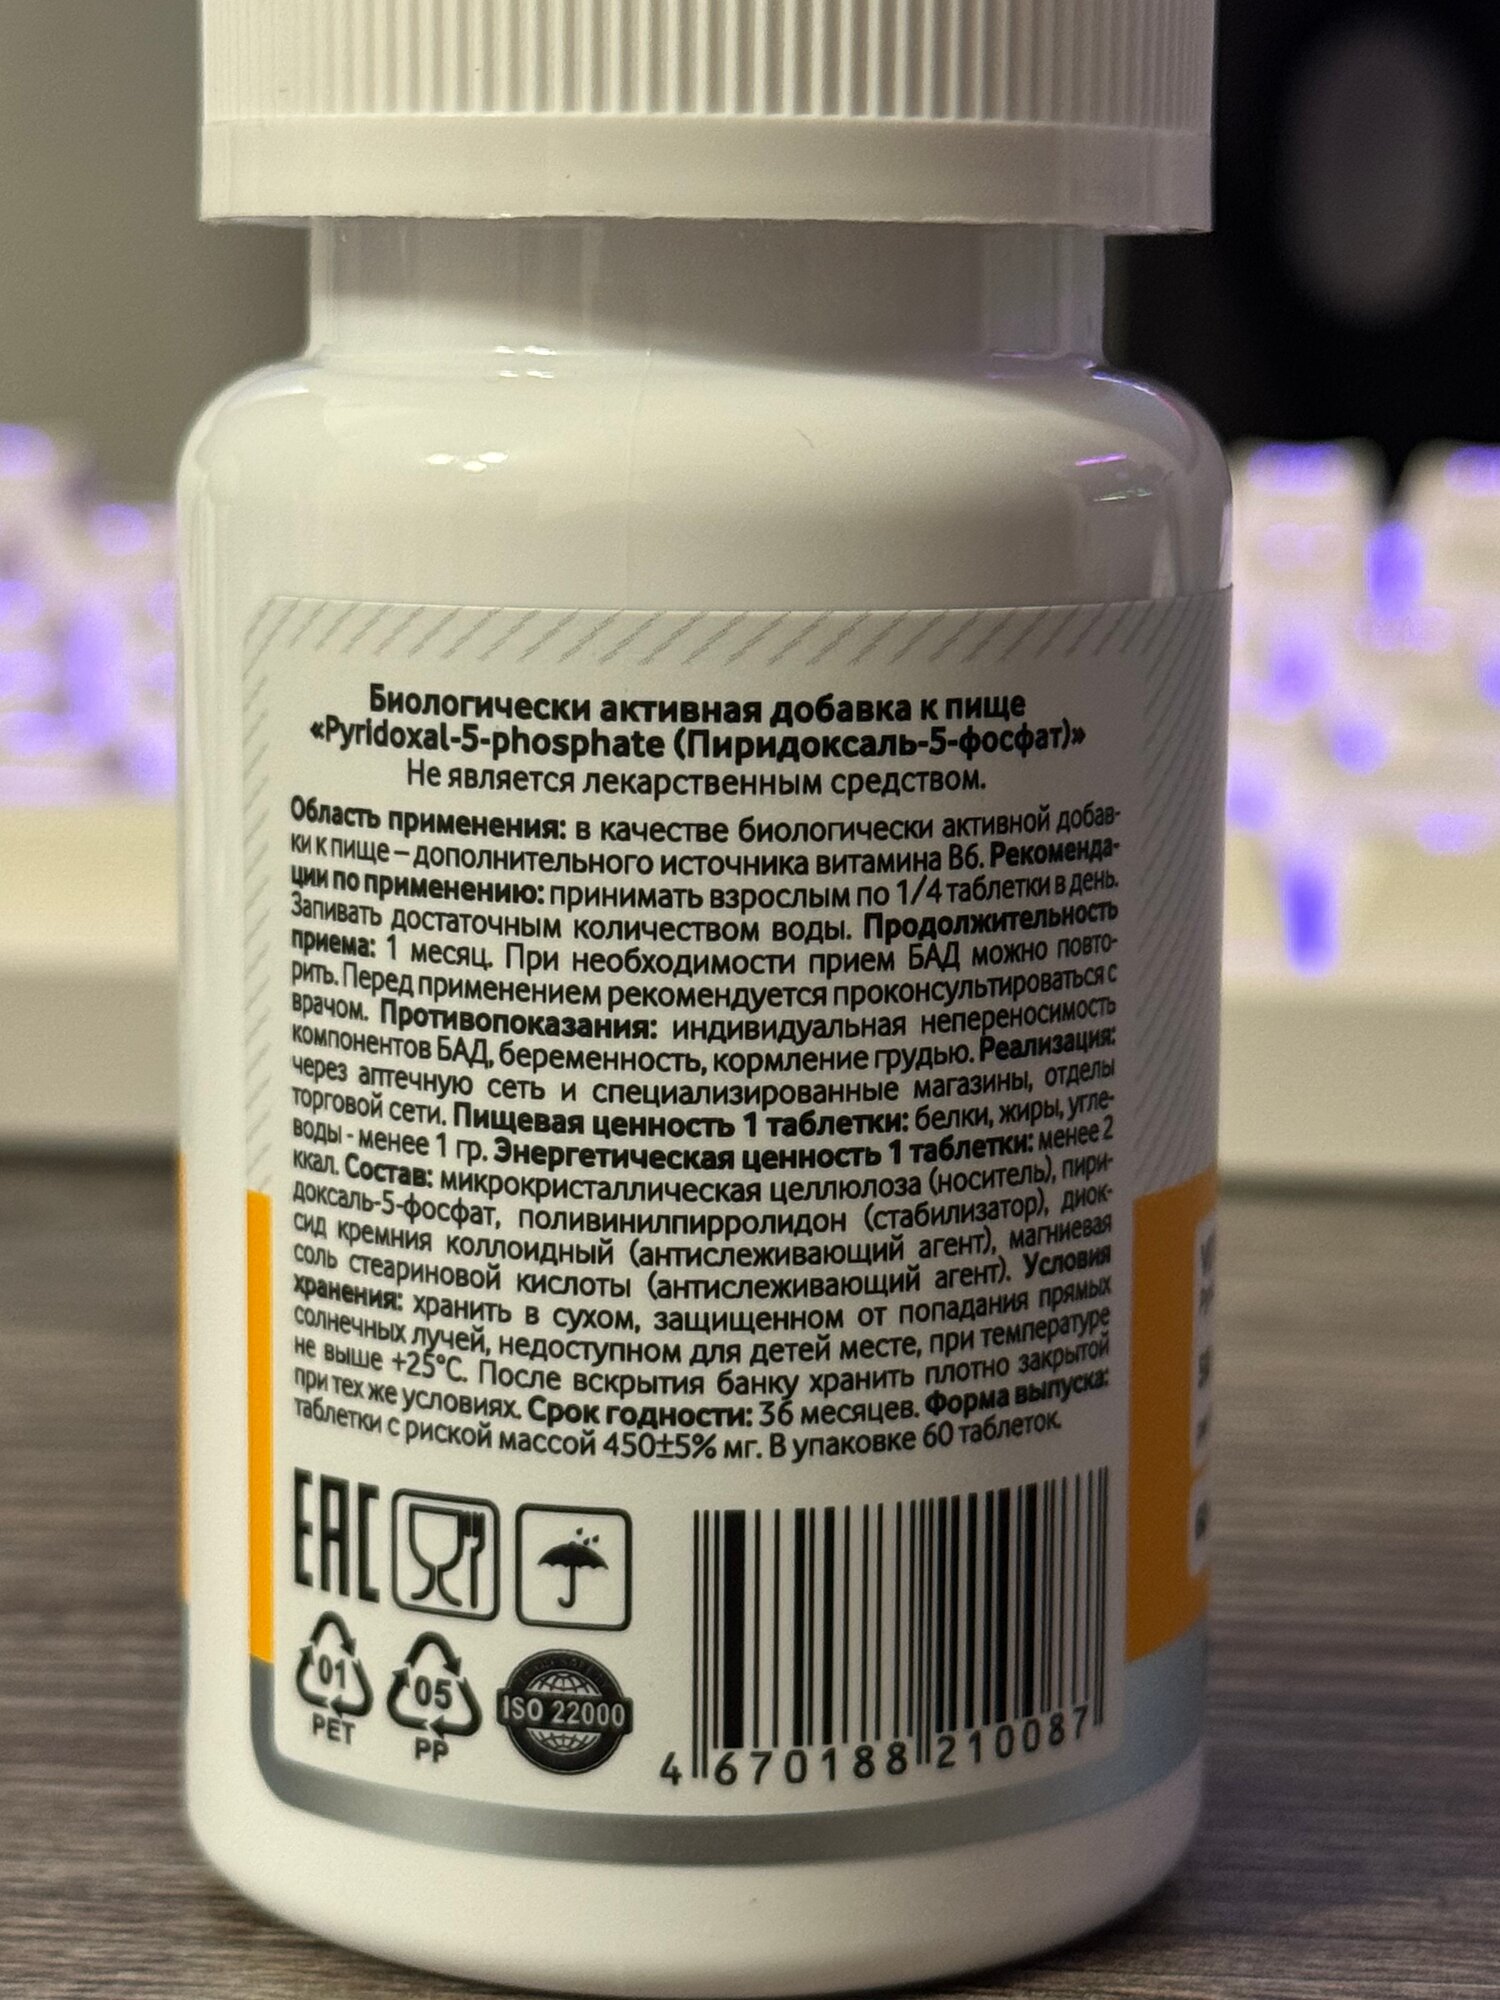 Биологически активная добавка к пище
«Pyridoxal-5-phosphate (Пиридоксаль-5-фосфат)»
Не является лекарственным средством.
Область применения: в качестве биологически активной добав-
ки к пище – дополнительного источника витамина В6. Рекоменда-
ции по применению: принимать взрослым по 1/4 таблетки в день.
Запивать достаточным количеством воды. Продолжительность
приема: 1 месяц. При необходимости прием БАД можно повто-
рить. Перед применением рекомендуется проконсультироваться с
врачом. Противопоказания: индивидуальная непереносимость
компонентов БАД, беременность, кормление грудью. Реализация:
через аптечную сеть и специализированные магазины, отделы
торговой сети. Пищевая ценность 1 таблетки: белки, жиры, угле-
воды - менее 1 гр. Энергетическая ценность 1 таблетки: менее 2
ккал. Состав: микрокристаллическая целлюлоза (носитель), пири-
доксаль-5-фосфат, поливинилпирролидон (стабилизатор), диок-
сид кремния коллоидный (антислеживающий агент), магниевая
соль стеариновой кислоты (антислеживающий агент). Условия
хранения: хранить в сухом, защищенном от попадания прямых
солнечных лучей, недоступном для детей месте, при температуре
не выше +25°С. После вскрытия банку хранить плотно закрытой
при тех же условиях. Срок годности: 36 месяцев. Форма выпуска:
таблетки с риской массой 450±5% мг. В упаковке 60 таблеток.
EAC
01
PET
05
PP
ISO 22000
4 670188 210087